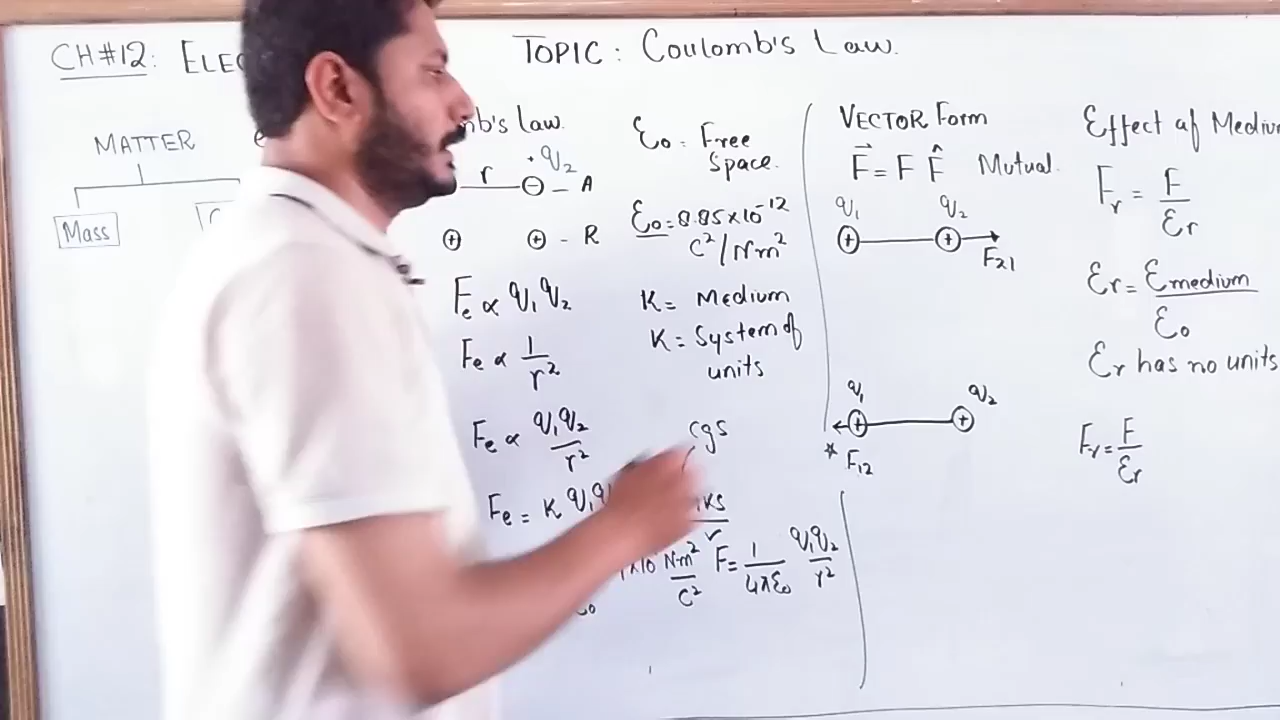 CH#12: ELEC
TOPIC: Coulomb's Law.
MATTER
Mass
mb's law.
r
q2
⊖ - A
⊕ ⊕ - R
Fe ∝ q1q2
Fe ∝ 1/r²
Fe ∝ q1q2/r²
Fe = K q1q
ε0 = Free
Space.
ε0 = 8.85×10⁻¹²
C²/Nm²
K = Medium
K = System of
units
cgs
MKS
×10 Nm²/C²
F = 1/4πε0 q1q2/r²
VECTOR Form
F⃗ = F F̂ Mutual.
q1 q2
⊕ ⊕
F21
q1 q2
⊕ ⊕
* F12
Effect of Mediu
Fr = F/εr
εr = εmedium/ε0
εr has no units
Fr = F/εr